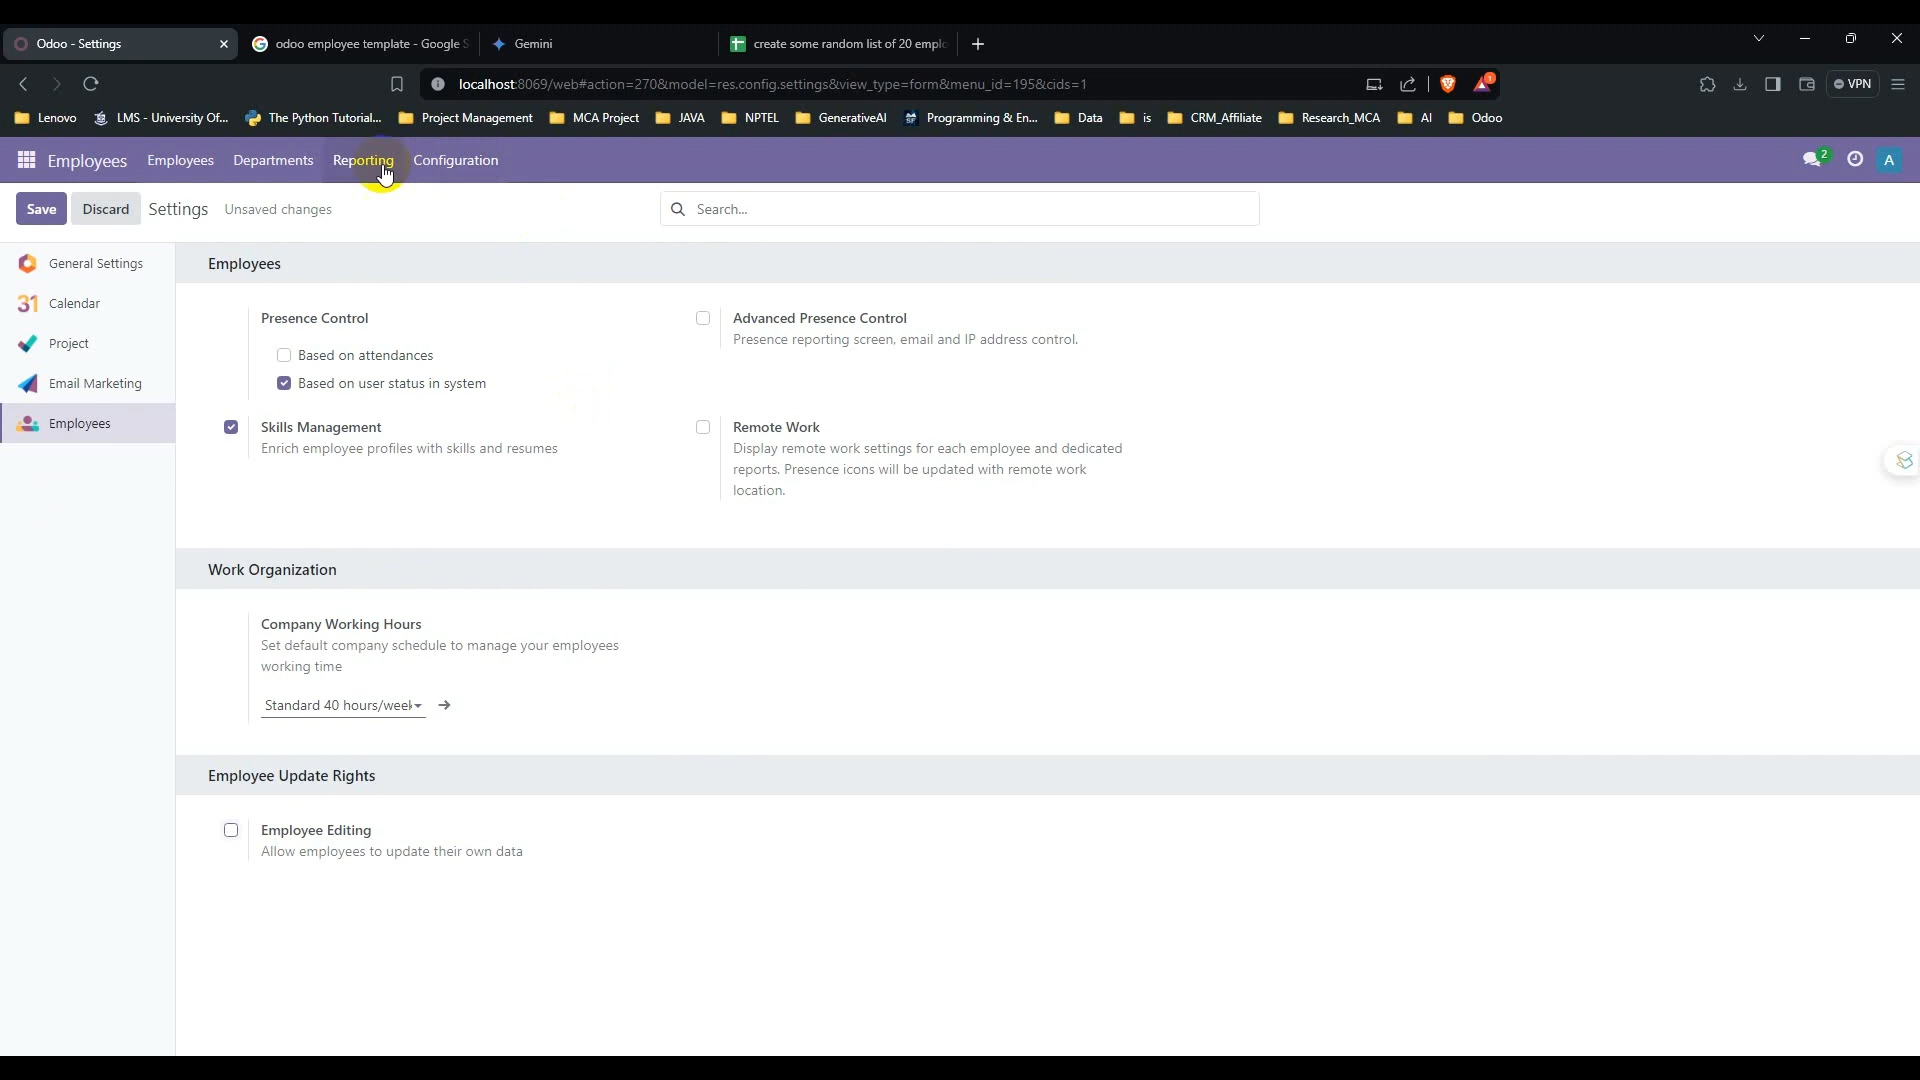 Odoo - Settings
odoo employee template - Google S
Gemini
create some random list of 20 emplo
localhost:8069/web#action=270&model=res.config.settings&view_type=form&menu_id=195&cids=1
1
VPN
Lenovo
LMS - University Of...
The Python Tutorial...
Project Management
MCA Project
JAVA
NPTEL
GenerativeAI
Programming & En...
Data
is
CRM_Affiliate
Research_MCA
AI
Odoo
Employees
Employees
Departments
Reporting
Configuration
2
A
Save
Discard
Settings
Unsaved changes
Search...
General Settings
31
Calendar
Project
Email Marketing
Employees
Employees
Presence Control
Based on attendances
Based on user status in system
Advanced Presence Control
Presence reporting screen, email and IP address control.
Skills Management
Enrich employee profiles with skills and resumes
Remote Work
Display remote work settings for each employee and dedicated
reports. Presence icons will be updated with remote work
location.
Work Organization
Company Working Hours
Set default company schedule to manage your employees
working time
Standard 40 hours/week
Employee Update Rights
Employee Editing
Allow employees to update their own data